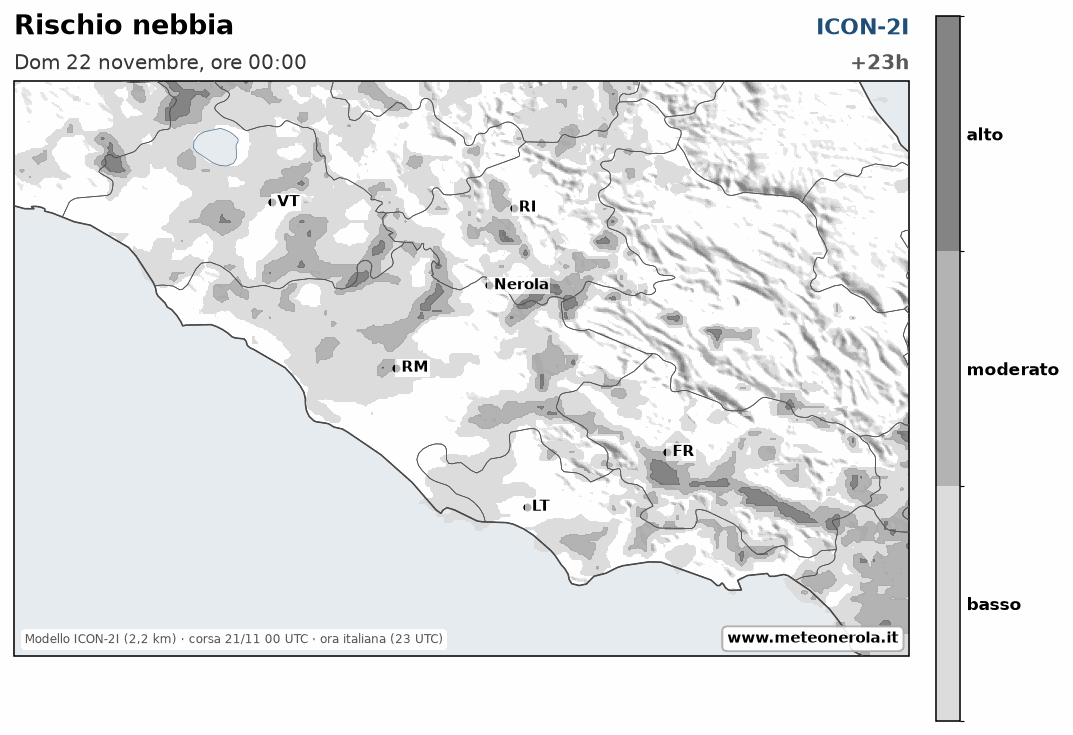 Rischio nebbia
ICON-2I
Dom 22 novembre, ore 00:00
+23h
alto
VT
RI
Nerola
RM
moderato
FR
LT
basso
Modello ICON-2I (2,2 km) · corsa 21/11 00 UTC · ora italiana (23 UTC)
www.meteonerola.it